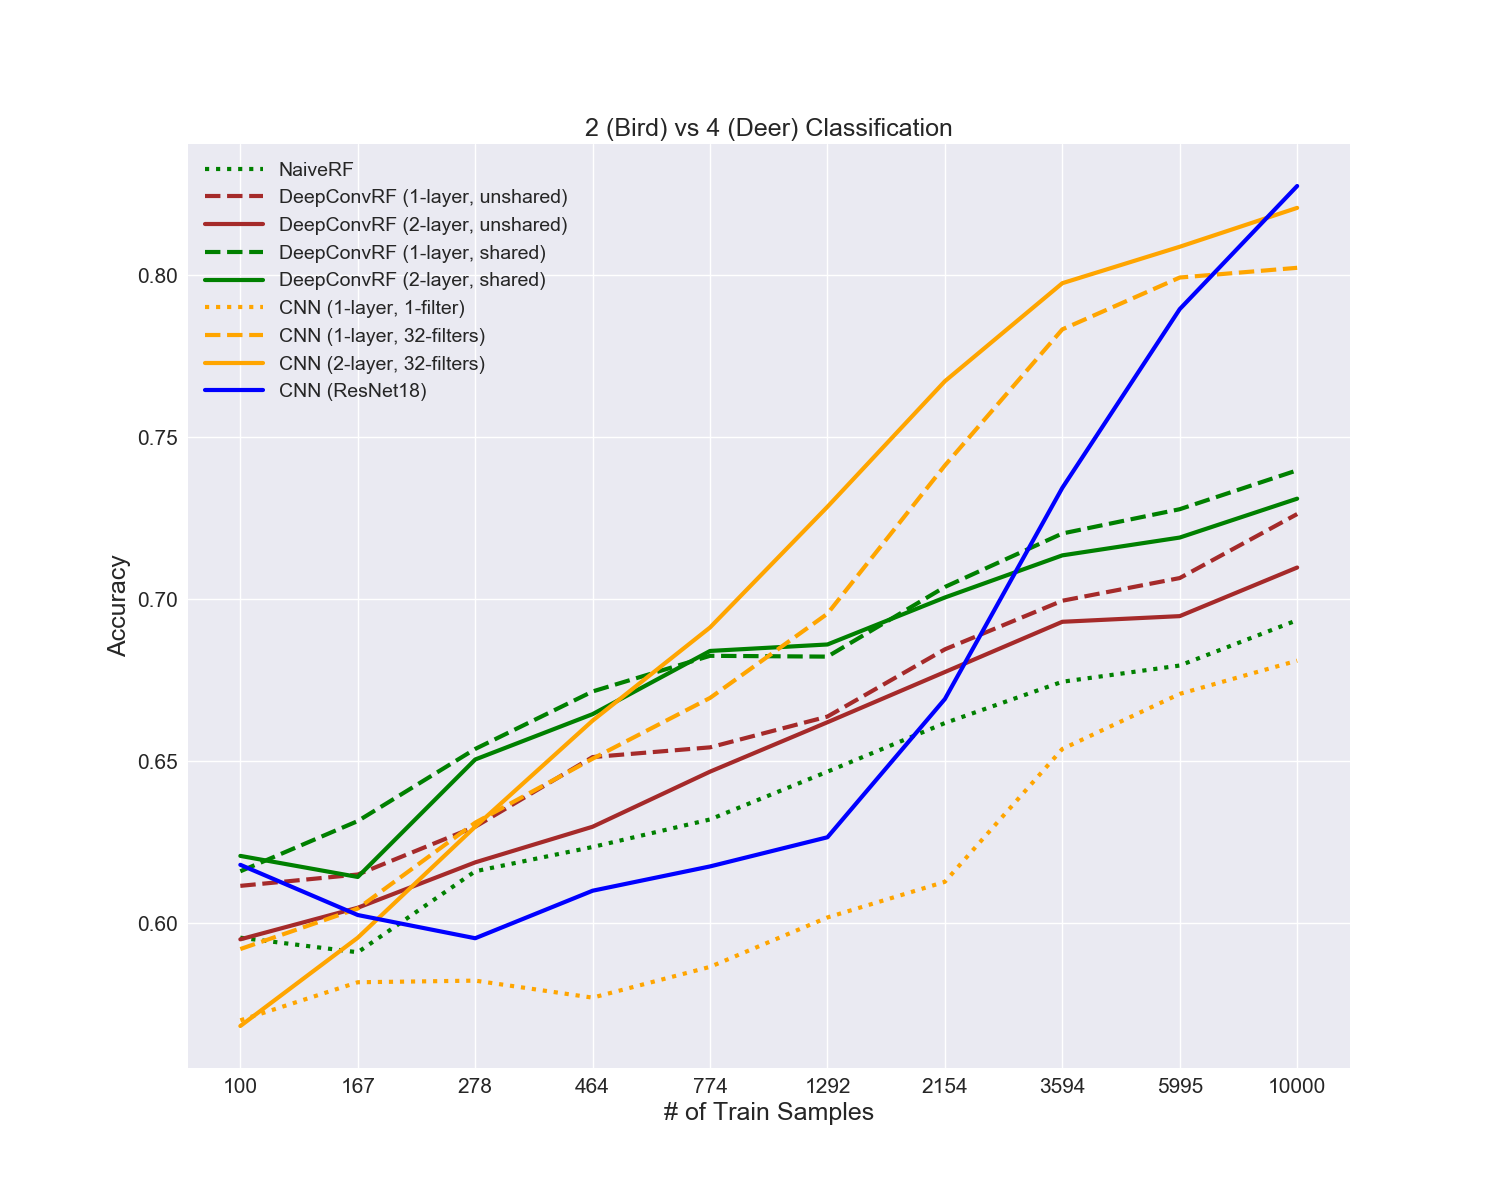 2 (Bird) vs 4 (Deer) Classification
NaiveRF
DeepConvRF (1-layer, unshared)
DeepConvRF (2-layer, unshared)
DeepConvRF (1-layer, shared)
DeepConvRF (2-layer, shared)
CNN (1-layer, 1-filter)
CNN (1-layer, 32-filters)
CNN (2-layer, 32-filters)
CNN (ResNet18)
0.80
0.75
0.70
0.65
0.60
Accuracy
100 167 278 464 774 1292 2154 3594 5995 10000
# of Train Samples